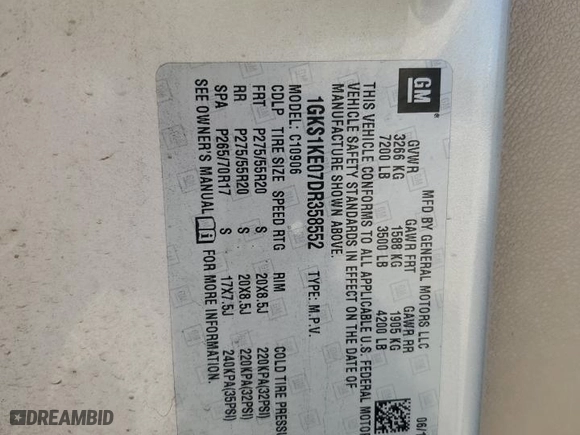 GM
MFD BY GENERAL MOTORS LLC 06/1
GVWR GAWR FRT GAWR RR
3266 KG 1588 KG 1905 KG
7200 LB 3500 LB 4200 LB
THIS VEHICLE CONFORMS TO ALL APPLICABLE U.S. FEDERAL MOTOR
VEHICLE SAFETY STANDARDS IN EFFECT ON THE DATE OF
MANUFACTURE SHOWN ABOVE.
1GKS1KE07DR358552 TYPE: M.P.V.
MODEL: C10906
CDLP TIRE SIZE SPEED RTG RIM COLD TIRE PRESSU
FRT P275/55R20 S 20X8.5J 220KPA(32PSI)
RR P275/55R20 S 20X8.5J 220KPA(32PSI)
SPA P265/70R17 S 17X7.5J 240KPA(35PSI)
SEE OWNER'S MANUAL FOR MORE INFORMATION.
DREAMBID